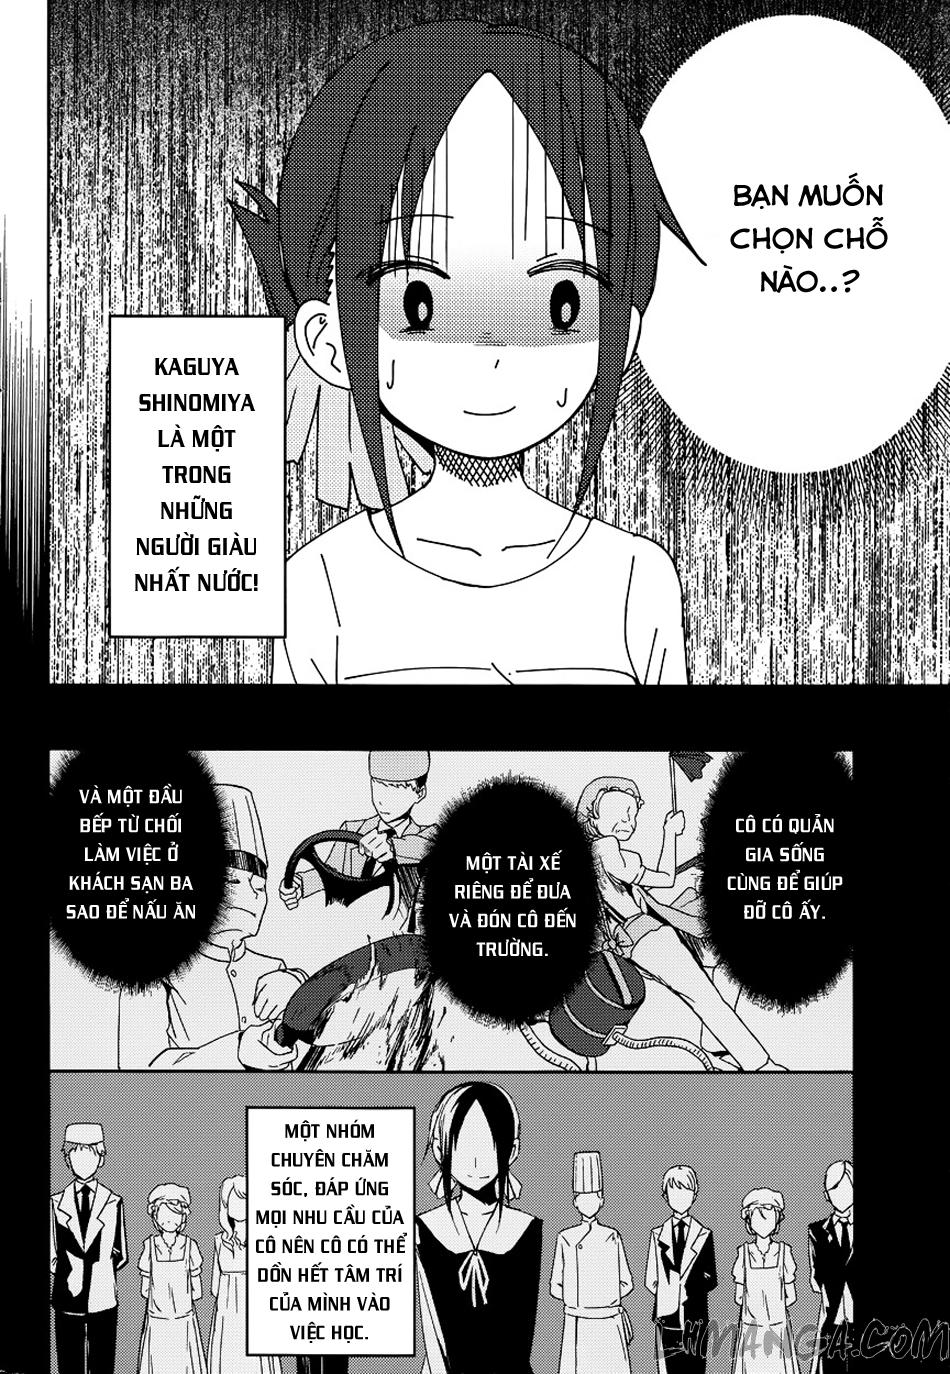 BẠN MUỐN
CHỌN CHỖ
NÀO..?
KAGUYA
SHINOMIYA
LÀ MỘT
TRONG
NHỮNG
NGƯỜI GIÀU
NHẤT NƯỚC!
CÔ CÓ QUẢN
GIA SỐNG
CÙNG ĐỂ GIÚP
ĐỠ CÔ ẤY.
MỘT TÀI XẾ
RIÊNG ĐỂ ĐƯA
VÀ ĐÓN CÔ ĐẾN
TRƯỜNG.
VÀ MỘT ĐẦU
BẾP TỪ CHỐI
LÀM VIỆC Ở
KHÁCH SẠN BA
SAO ĐỂ NẤU ĂN
MỘT NHÓM
CHUYÊN CHĂM
SÓC, ĐÁP ỨNG
MỌI NHU CẦU CỦA
CÔ NÊN CÔ CÓ THỂ
DỒN HẾT TÂM TRÍ
CỦA MÌNH VÀO
VIỆC HỌC.
LHMANGA.COM